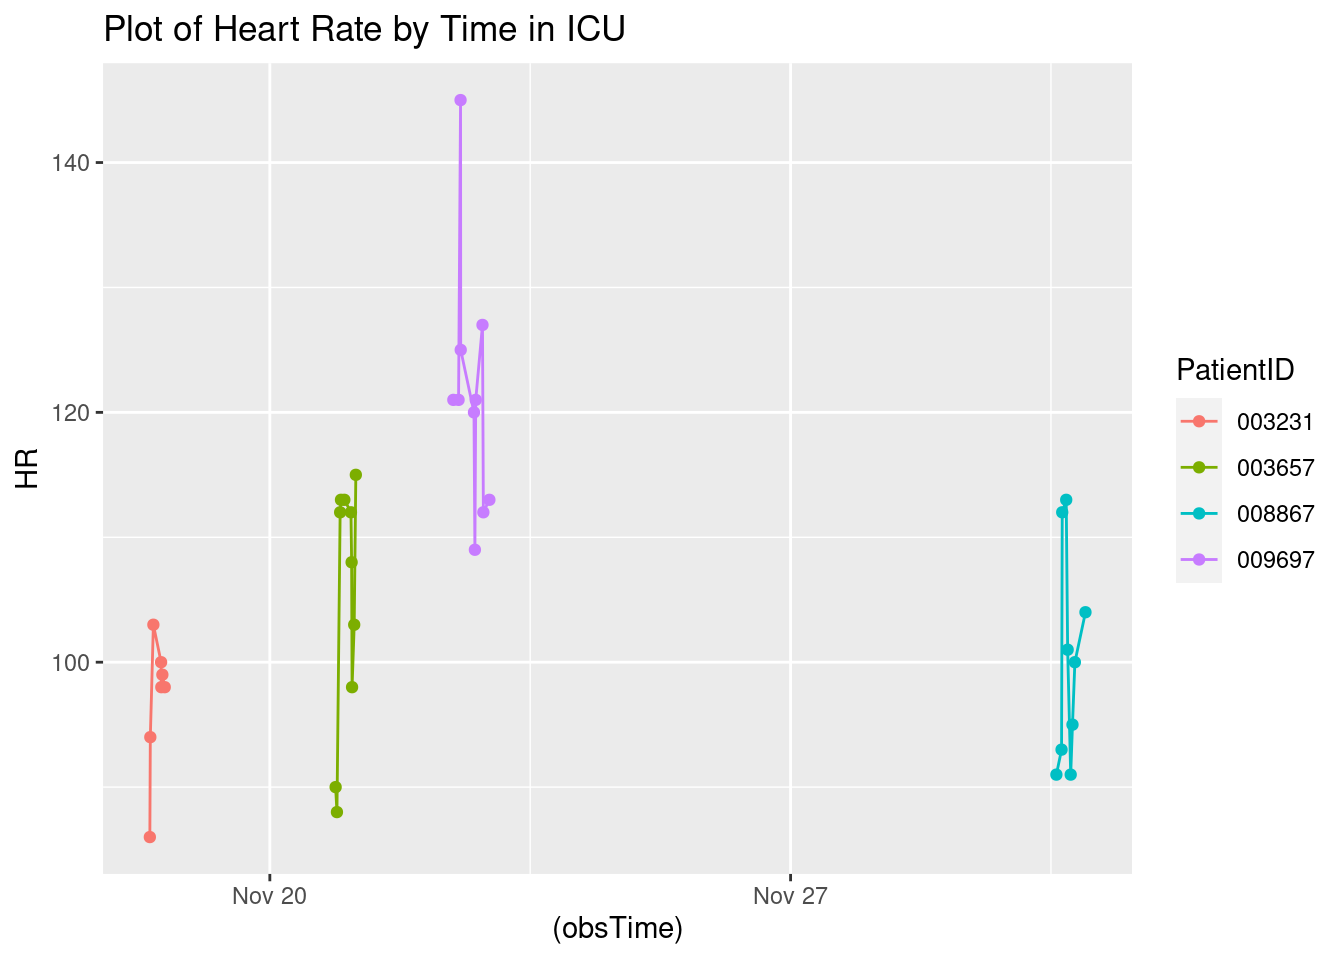 Plot of Heart Rate by Time in ICU
140
120
100
HR
Nov 20
Nov 27
(obsTime)
PatientID
003231
003657
008867
009697